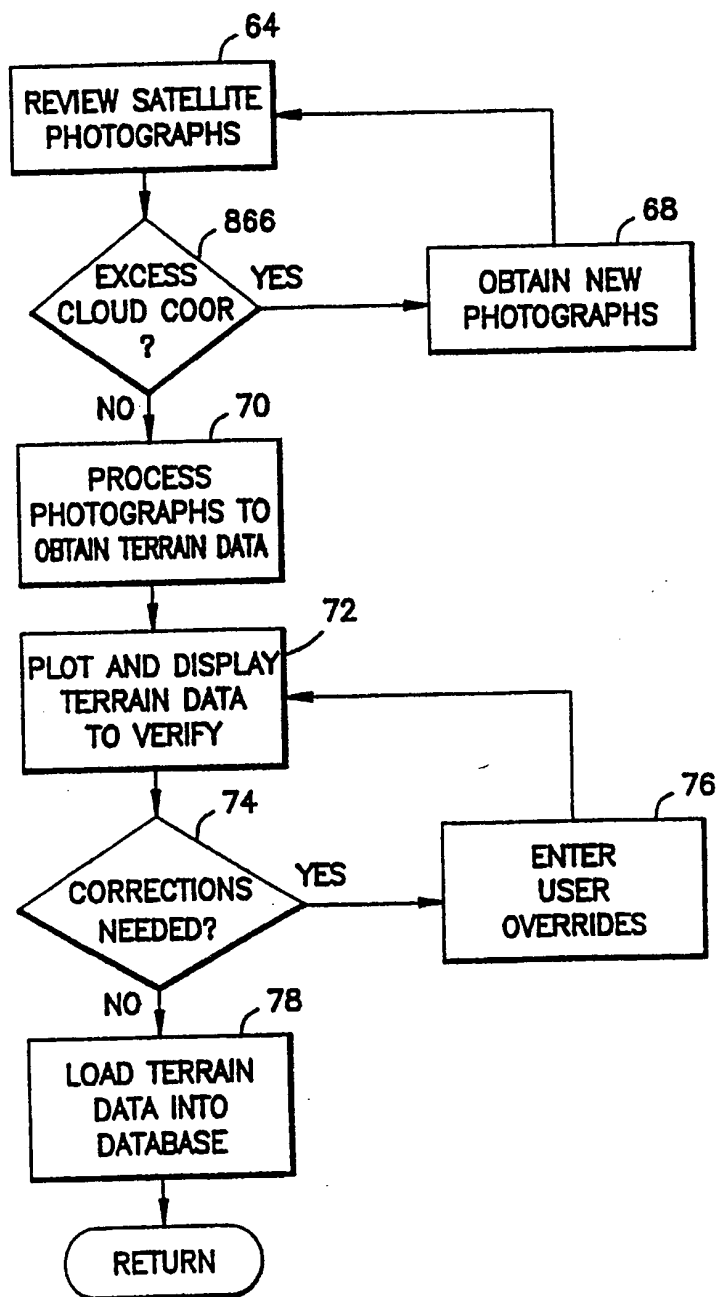 64
REVIEW SATELLITE
PHOTOGRAPHS
866
EXCESS
CLOUD COOR
?
YES
68
OBTAIN NEW
PHOTOGRAPHS
NO
70
PROCESS
PHOTOGRAPHS TO
OBTAIN TERRAIN DATA
72
PLOT AND DISPLAY
TERRAIN DATA
TO VERIFY
74
CORRECTIONS
NEEDED?
YES
76
ENTER
USER
OVERRIDES
NO
78
LOAD TERRAIN
DATA INTO
DATABASE
RETURN